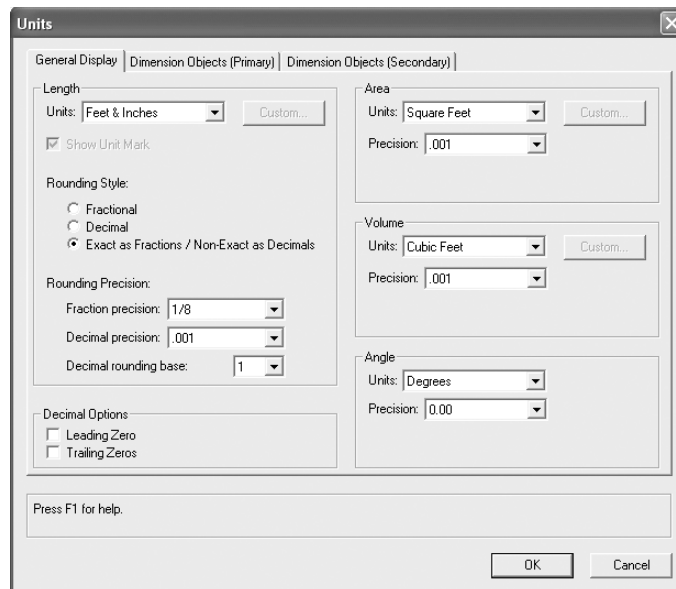 Units
General Display
Dimension Objects (Primary)
Dimension Objects (Secondary)
Length
Units: Feet & Inches
Custom...
Show Unit Mark
Rounding Style:
Fractional
Decimal
Exact as Fractions / Non-Exact as Decimals
Rounding Precision:
Fraction precision: 1/8
Decimal precision: .001
Decimal rounding base: 1
Decimal Options
Leading Zero
Trailing Zeros
Area
Units: Square Feet
Custom...
Precision: .001
Volume
Units: Cubic Feet
Custom...
Precision: .001
Angle
Units: Degrees
Precision: 0.00
Press F1 for help.
OK
Cancel